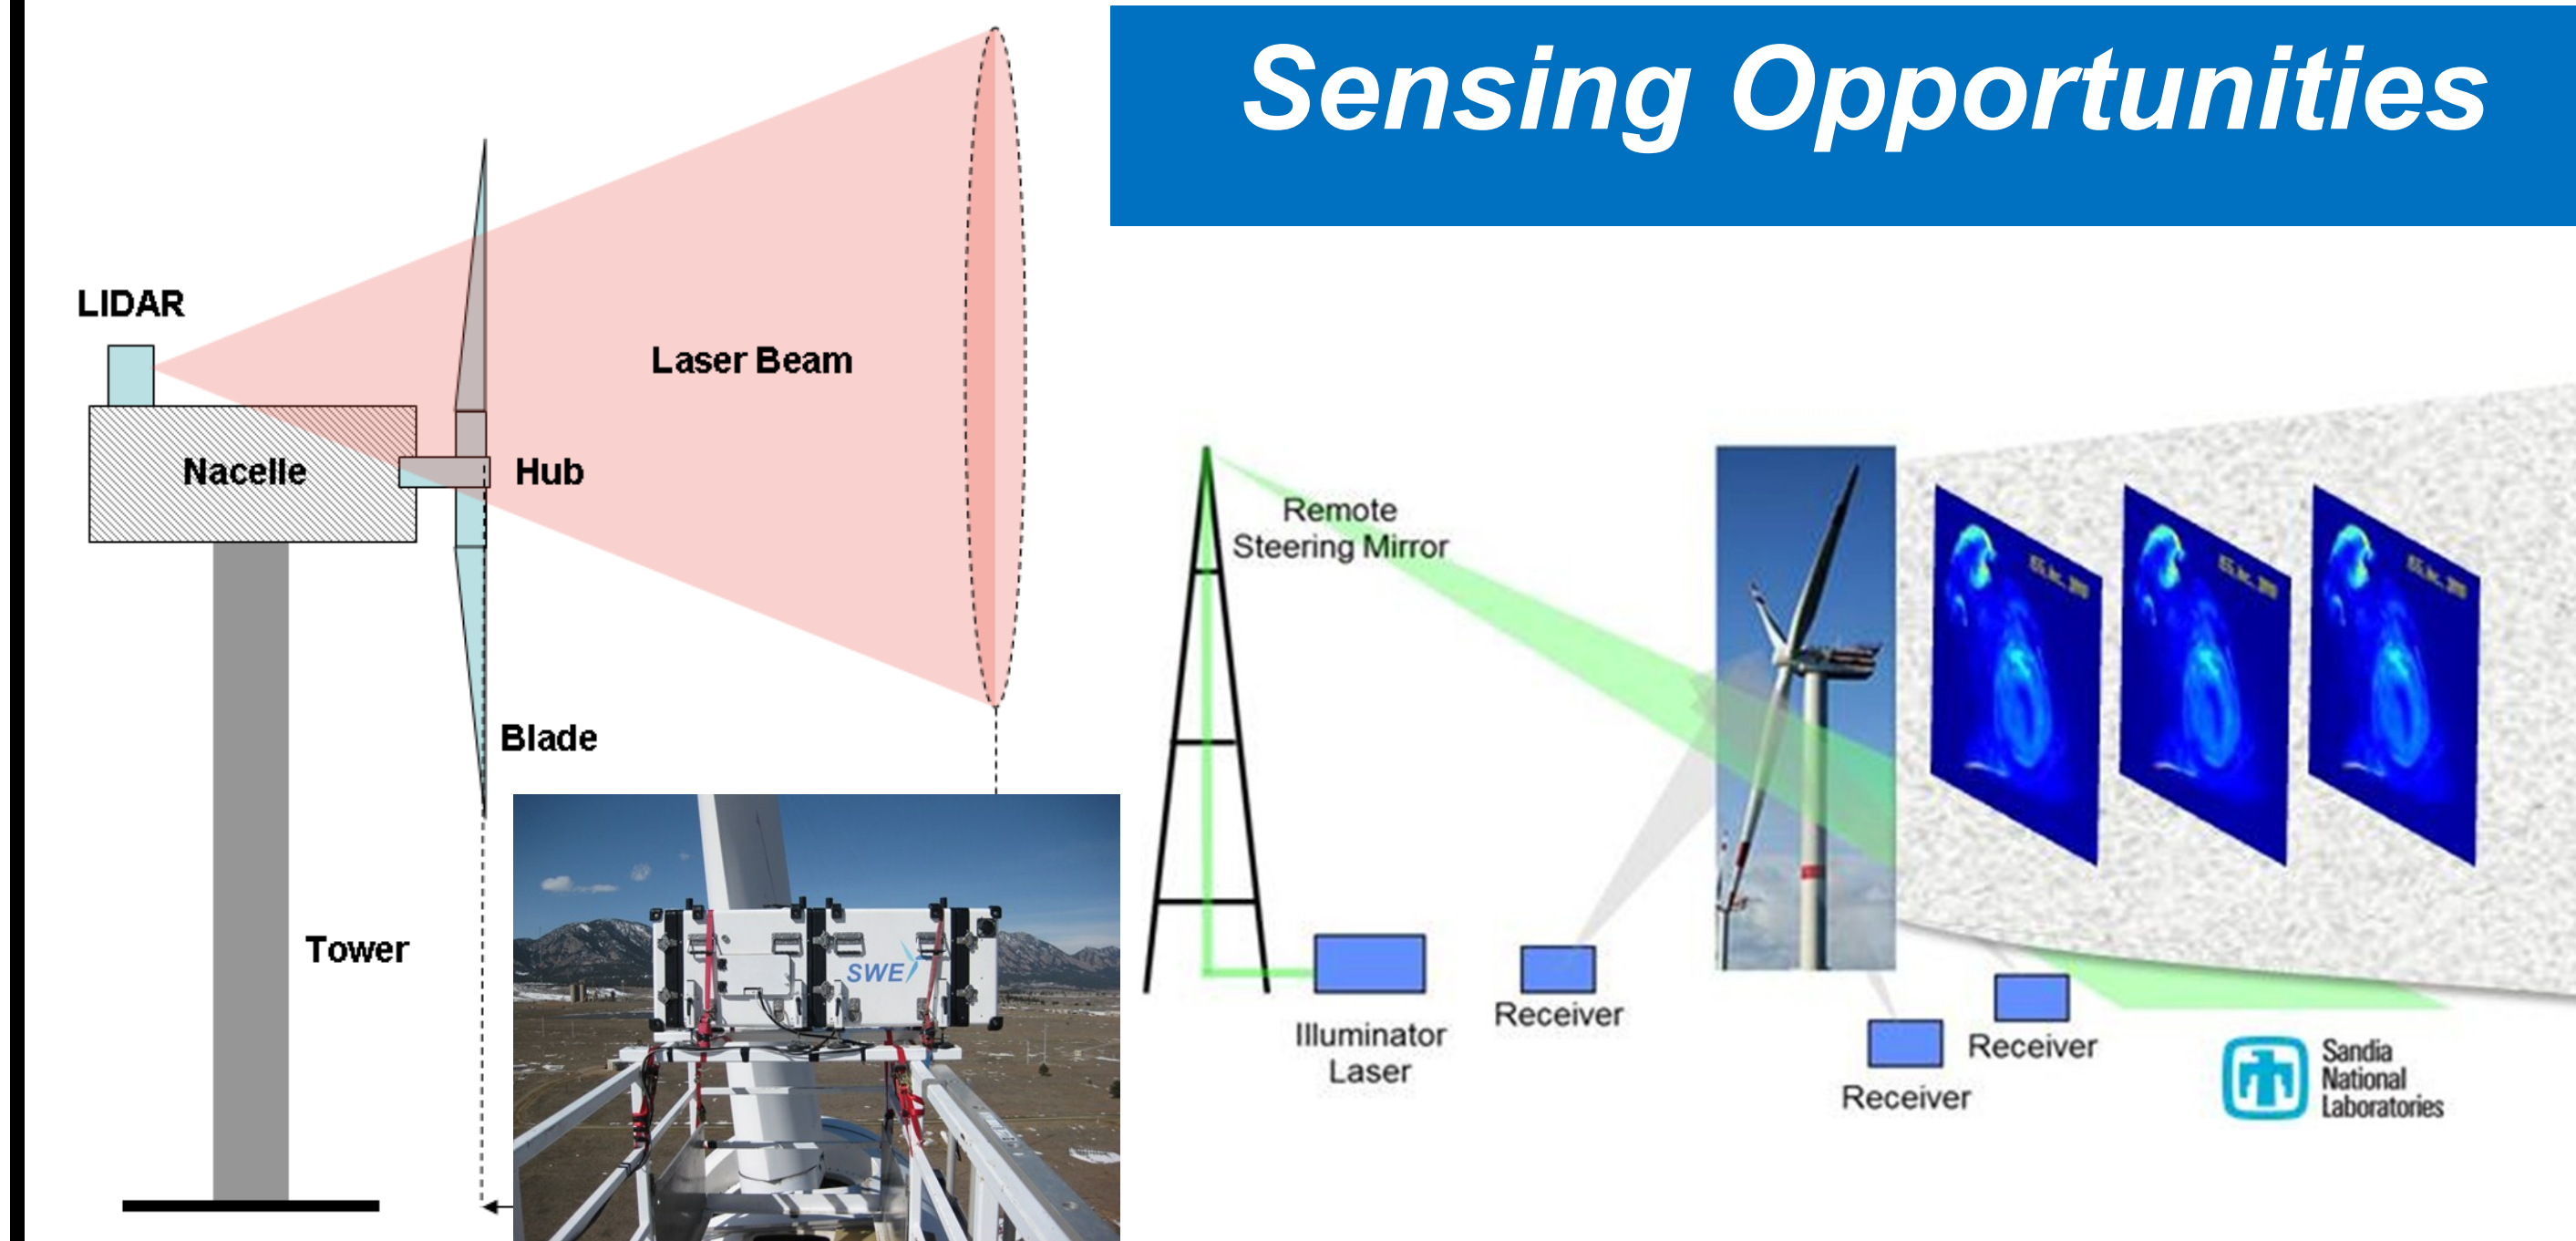 Sensing Opportunities
LIDAR
Laser Beam
Nacelle
Hub
Blade
Tower
SWE
Remote
Steering Mirror
Illuminator
Laser
Receiver
Receiver
Receiver
Sandia
National
Laboratories